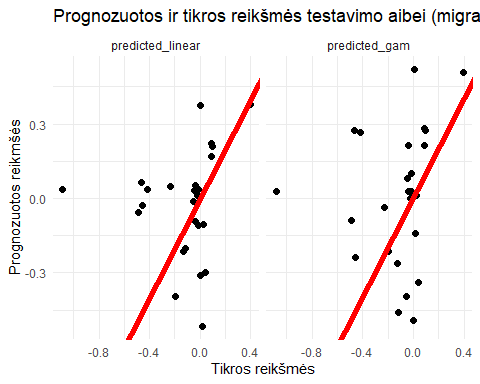 Prognozuotos ir tikros reikšmės testavimo aibei (migra
predicted_linear
predicted_gam
Prognozuotos reikmšės
0.3
0.0
-0.3
-0.8
-0.4
0.0
0.4
-0.8
-0.4
0.0
0.4
Tikros reikšmės